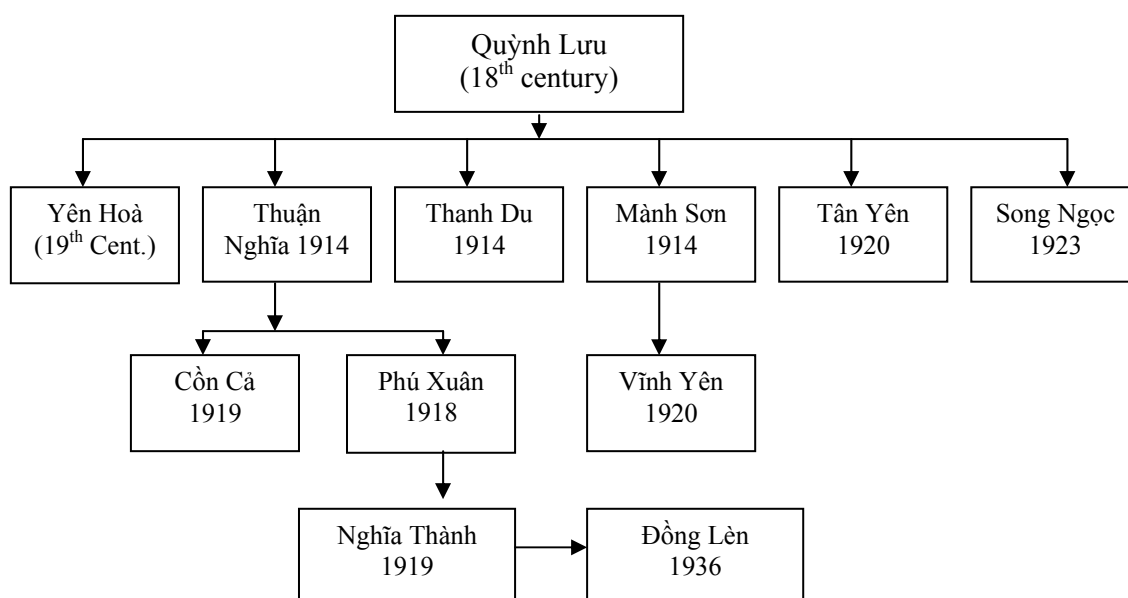 Quỳnh Lưu
(18th century)
Yên Hoà
(19th Cent.)
Thuận
Nghĩa 1914
Thanh Du
1914
Mành Sơn
1914
Tân Yên
1920
Song Ngọc
1923
Cồn Cả
1919
Phú Xuân
1918
Vĩnh Yên
1920
Nghĩa Thành
1919
Đồng Lèn
1936